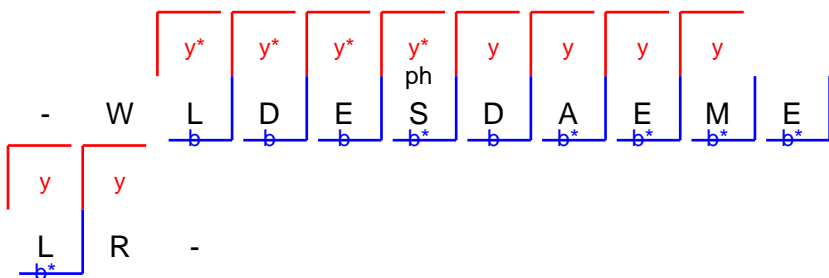 y* y* y* y* y y y y
ph
- W L D E S D A E M E
b b b b* b b* b* b* b*
y y
L R -
b*